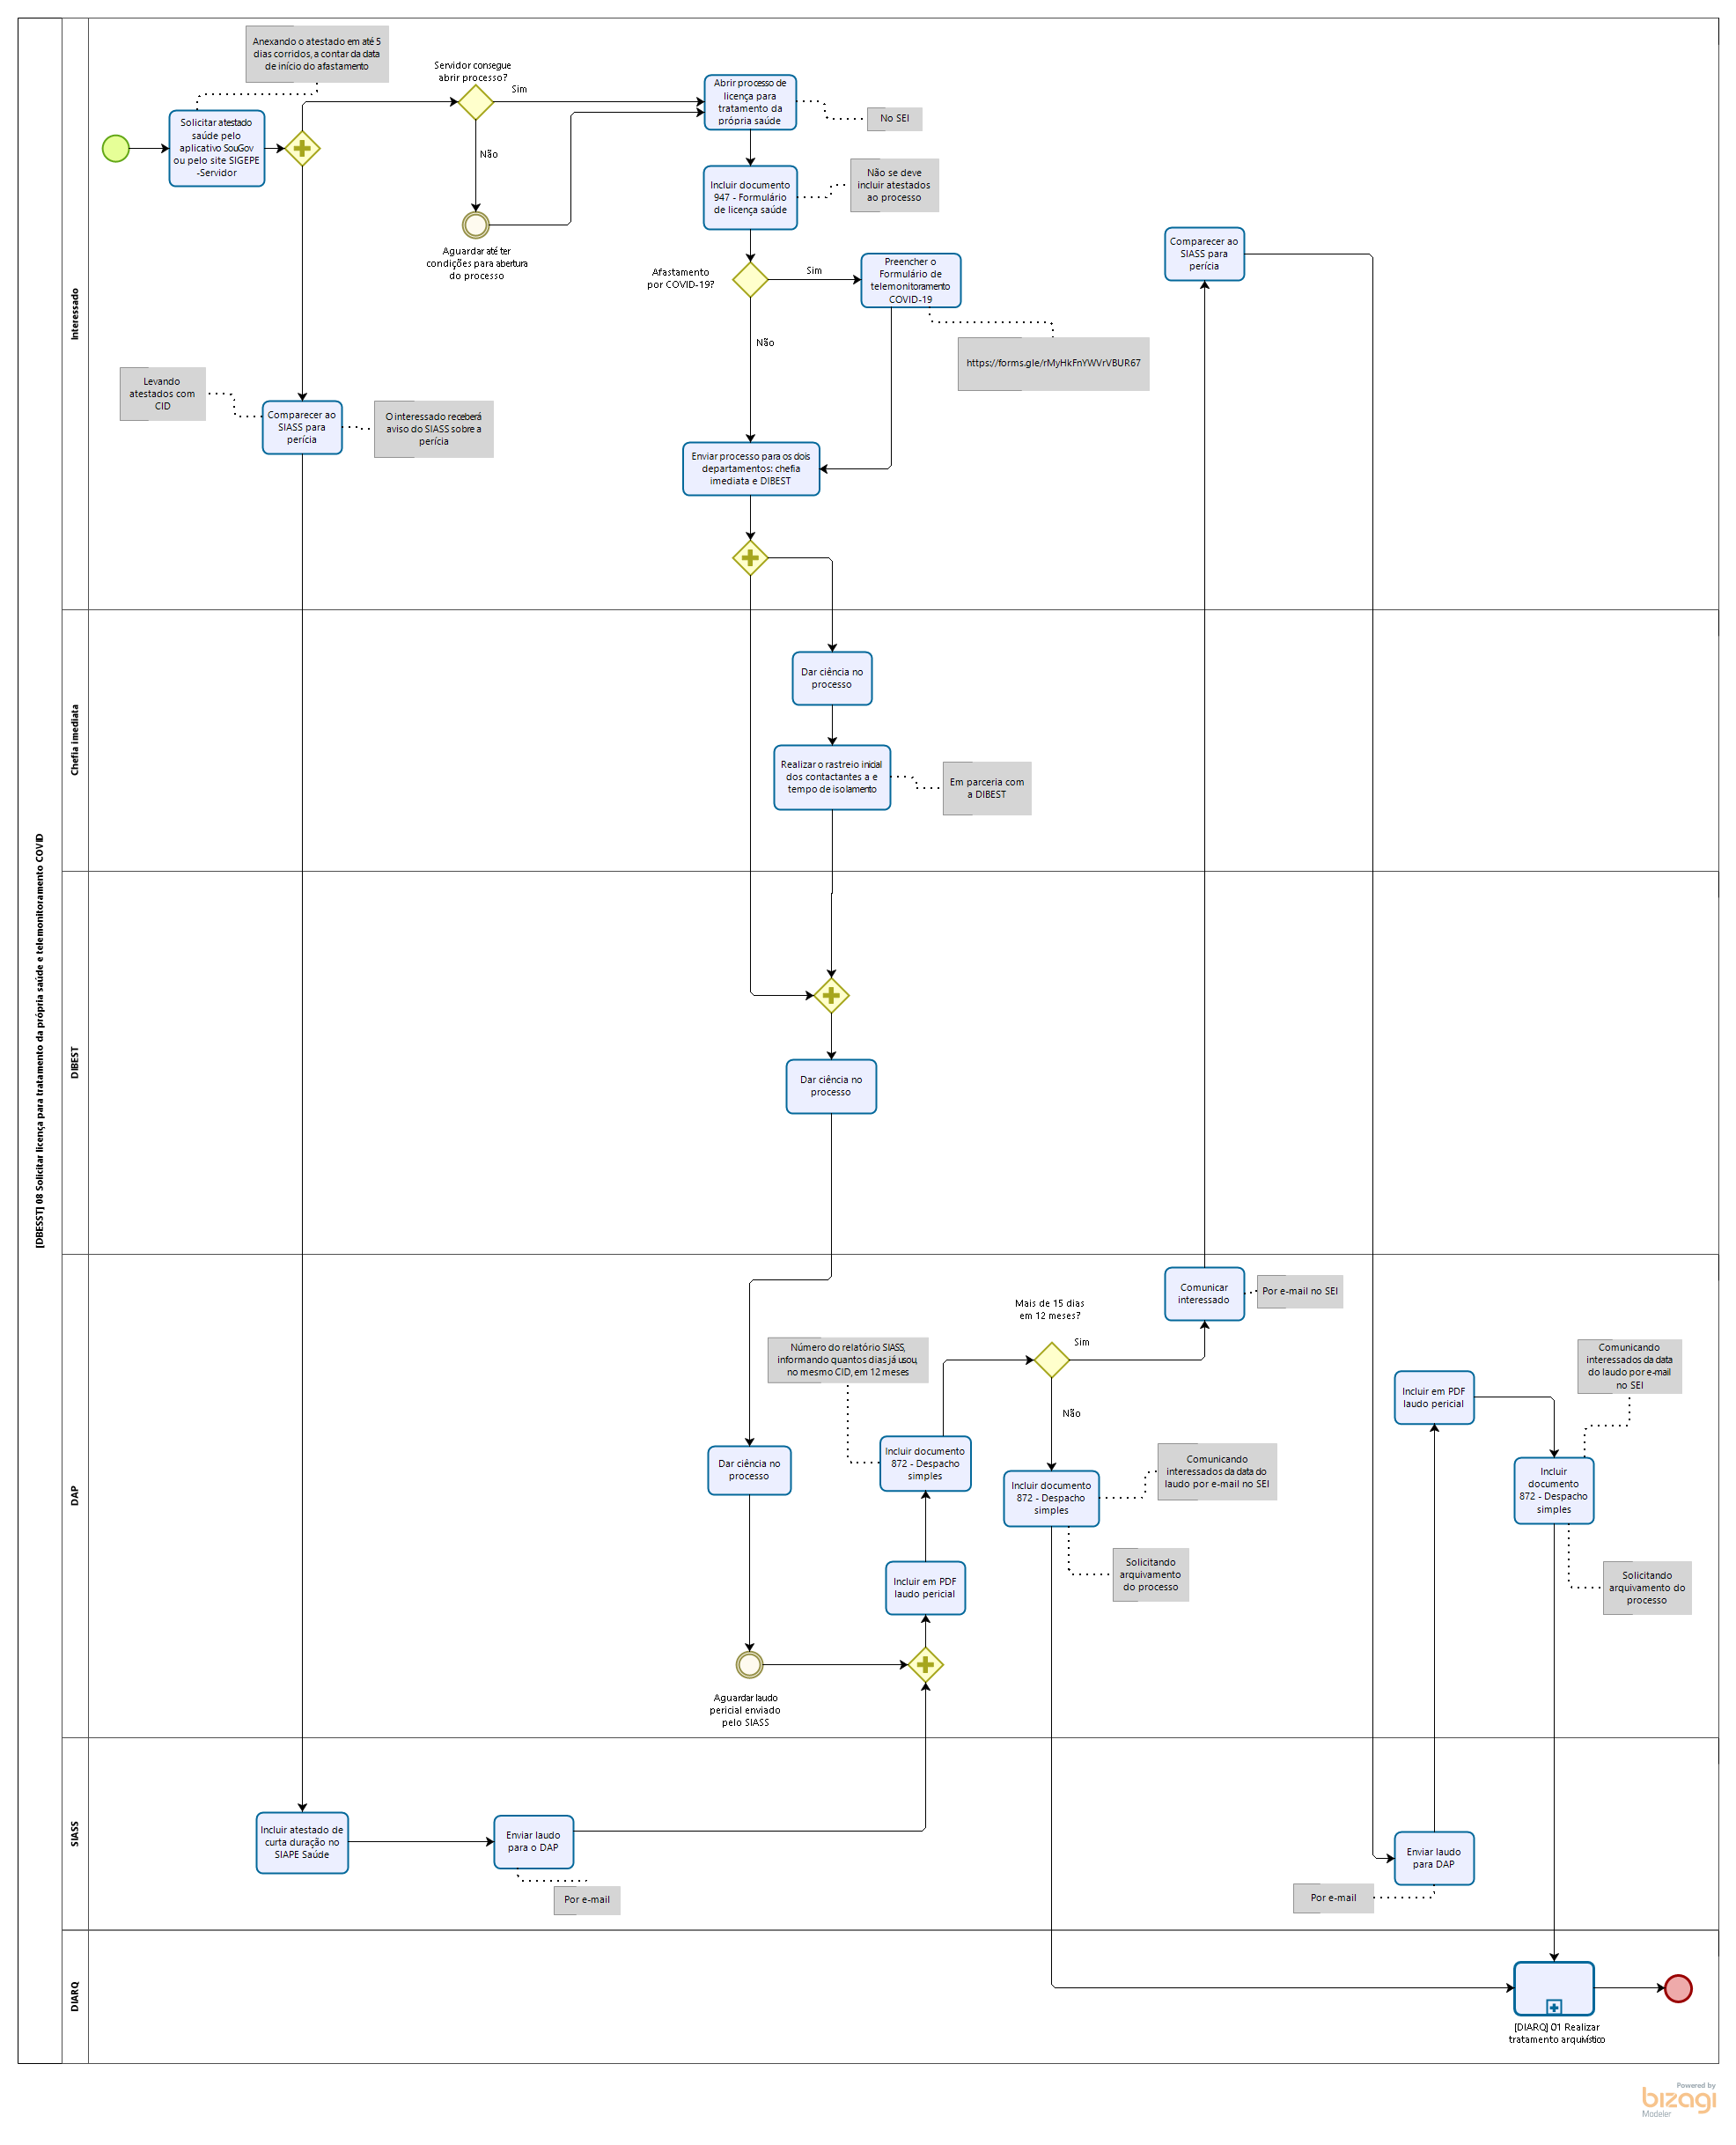 [DBESST] 08 Solicitar licença para tratamento da própria saúde e telemonitoramento COVID
Interessado
Anexando o atestado em até 5
dias corridos, a contar da data
de início do afastamento
Solicitar atestado
saúde pelo
aplicativo SouGov
ou pelo site SIGEPE
-Servidor
Servidor consegue
abrir processo?
Sim
Não
Aguardar até ter
condições para abertura
do processo
Abrir processo de
licença para
tratamento da
própria saúde
No SEI
Incluir documento
947 - Formulário
de licença saúde
Não se deve
incluir atestados
ao processo
Afastamento
por COVID-19?
Sim
Não
Preencher o
Formulário de
telemonitoramento
COVID-19
https://forms.gle/rMyHkFnYWVrVBUR67
Comparecer ao
SIASS para
perícia
Levando
atestados com
CID
Comparecer ao
SIASS para
perícia
O interessado receberá
aviso do SIASS sobre a
perícia
Enviar processo para os dois
departamentos: chefia
imediata e DIBEST
Chefia imediata
Dar ciência no
processo
Realizar o rastreio inicial
dos contactantes a e
tempo de isolamento
Em parceria com
a DIBEST
DIBEST
Dar ciência no
processo
DAP
Comunicar
interessado
Por e-mail no SEI
Mais de 15 dias
em 12 meses?
Sim
Não
Número do relatório SIASS,
informando quantos dias já usou,
no mesmo CID, em 12 meses
Comunicando
interessados da data
do laudo por e-mail
no SEI
Incluir em PDF
laudo pericial
Dar ciência no
processo
Incluir documento
872 - Despacho
simples
Incluir documento
872 - Despacho
simples
Comunicando
interessados da data do
laudo por e-mail no SEI
Incluir
documento
872 - Despacho
simples
Solicitando
arquivamento
do processo
Solicitando
arquivamento do
processo
Incluir em PDF
laudo pericial
Aguardar laudo
pericial enviado
pelo SIASS
SIASS
Incluir atestado de
curta duração no
SIAPE Saúde
Enviar laudo
para o DAP
Por e-mail
Enviar laudo
para DAP
Por e-mail
DIARQ
[DIARQ] 01 Realizar
tratamento arquivístico
Powered by
bizagi
Modeler